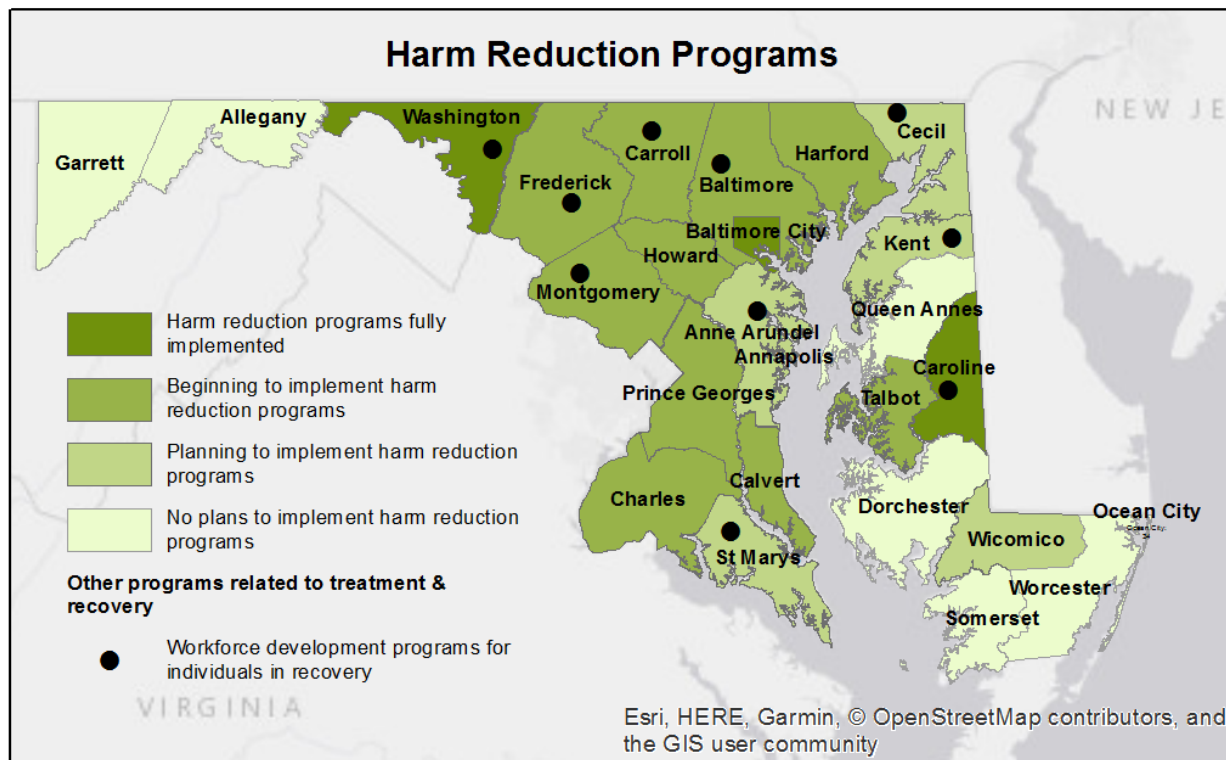 Harm Reduction Programs
NEW JE
Allegany
Washington
Cecil
Garrett
Carroll
Harford
Frederick
Baltimore
Baltimore City
Kent
Howard
Montgomery
Queen Annes
Harm reduction programs fully
implemented
Anne Arundel
Annapolis
Caroline
Beginning to implement harm
reduction programs
Prince Georges
Talbot
Planning to implement harm reduction
programs
Calvert
Charles
Dorchester
Ocean City
Ocean City
No plans to implement harm reduction
programs
Wicomico
St Marys
Other programs related to treatment &
recovery
Worcester
Somerset
Workforce development programs for
individuals in recovery
VIRGINIA
Esri, HERE, Garmin, © OpenStreetMap contributors, and
the GIS user community